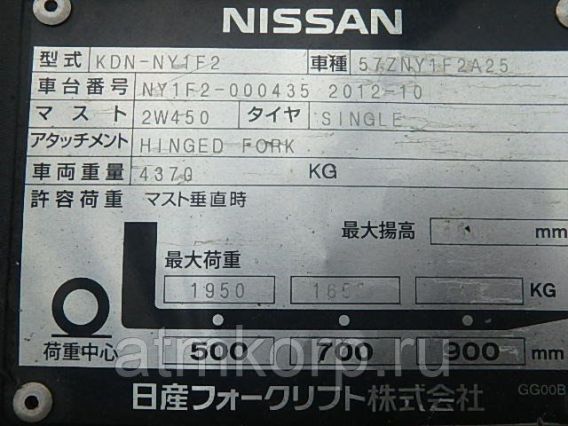 NISSAN
型式 KDN-NY1F2 車種 57ZNY1F2A25
車台番号 NY1F2-000435 2012-10
マスト 2W450 タイヤ SINGLE
アタッチメント HINGED FORK
車両重量 4370 KG
許容荷重 マスト垂直時
最大揚高 mm
最大荷重
1950 KG
荷重中心 500 700 900 mm
atmkorp.ru
日産フォークリフト株式会社 GG00B